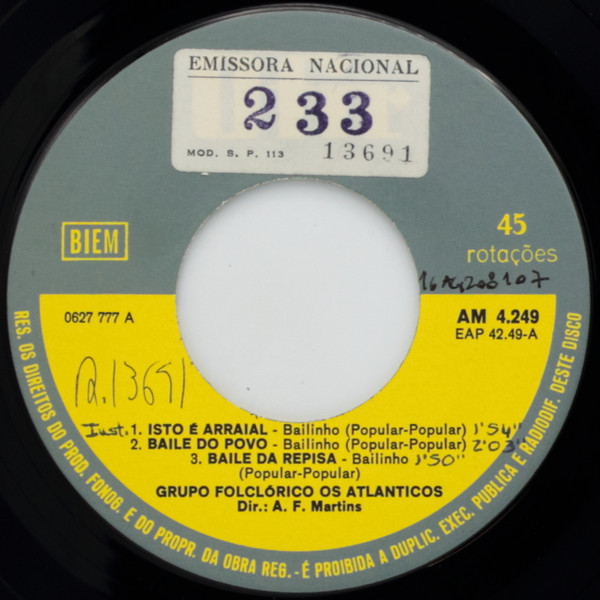 EMISSORA NACIONAL
233
MOD. S. P. 113 13691
BIEM
45
rotações
0627 777 A
AM 4.249
EAP 42.49-A
R.13691
Inst. 1. ISTO É ARRAIAL - Bailinho (Popular-Popular) 1'54"
2. BAILE DO POVO - Bailinho (Popular-Popular) 2'03"
3. BAILE DA REPISA - Bailinho 1'50"
(Popular-Popular)
GRUPO FOLCLÓRICO OS ATLANTICOS
Dir.: A. F. Martins
RES. OS DIREITOS DO PROD. FONOG. E DO PROPR. DA OBRA REG. - É PROIBIDA A DUPLIC. EXEC. PUBLICA E RADIODIF. DESTE DISCO